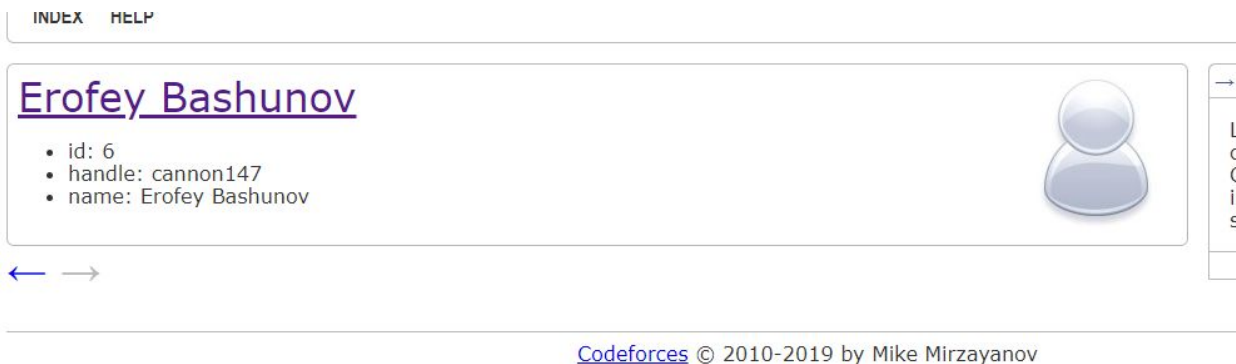 INDEX HELP
Erofey Bashunov
• id: 6
• handle: cannon147
• name: Erofey Bashunov
← →
→
Codeforces © 2010-2019 by Mike Mirzayanov